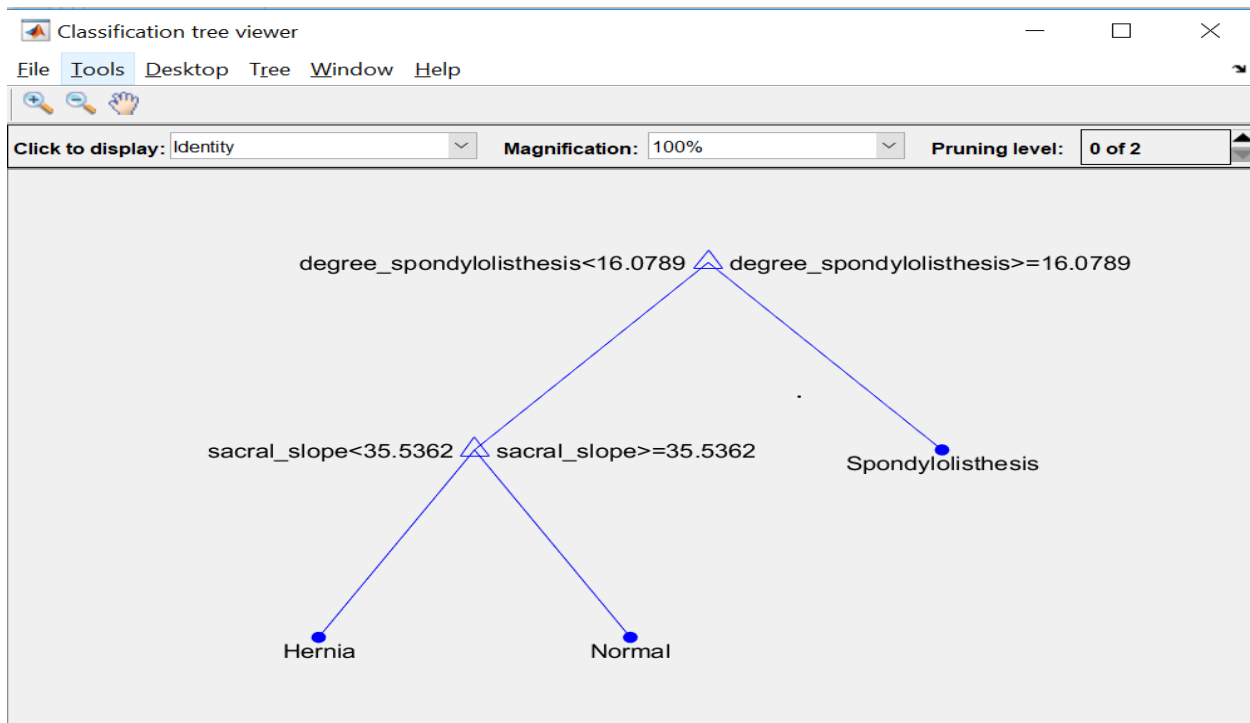 Classification tree viewer
File Tools Desktop Tree Window Help
Click to display: Identity Magnification: 100% Pruning level: 0 of 2
degree_spondylolisthesis<16.0789 degree_spondylolisthesis>=16.0789
sacral_slope<35.5362 sacral_slope>=35.5362
Spondylolisthesis
Hernia Normal